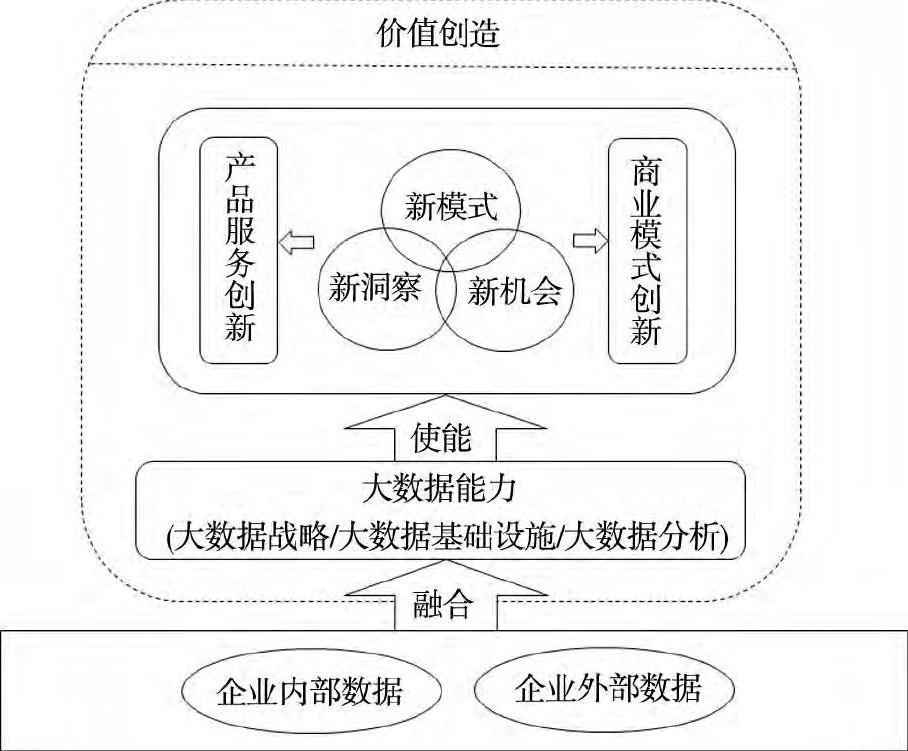 价值创造
产品服务创新
新模式
新洞察
新机会
商业模式创新
使能
大数据能力
(大数据战略/大数据基础设施/大数据分析)
融合
企业内部数据
企业外部数据